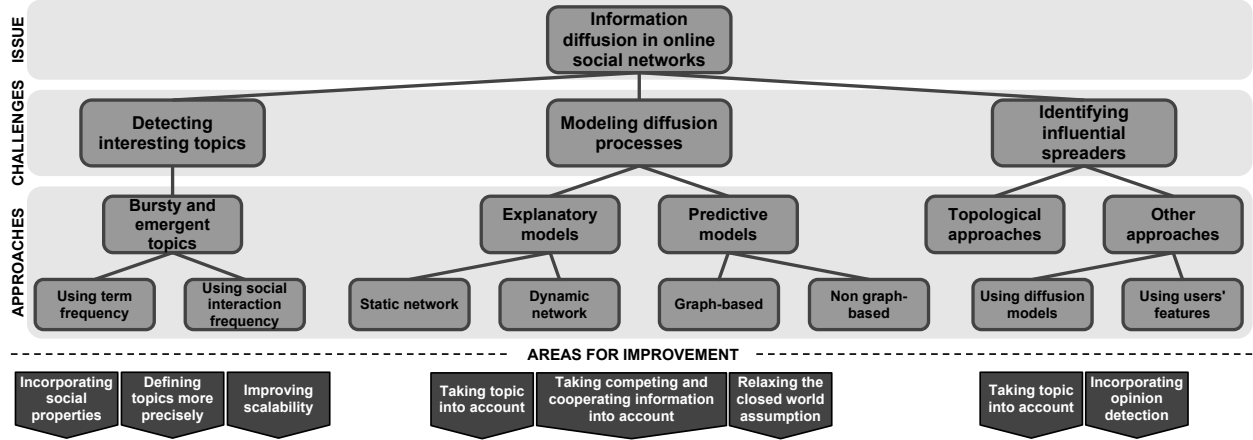 ISSUE
Information
diffusion in online
social networks
CHALLENGES
Detecting
interesting topics
Modeling diffusion
processes
Identifying
influential
spreaders
APPROACHES
Bursty and
emergent
topics
Explanatory
models
Predictive
models
Topological
approaches
Other
approaches
Using term
frequency
Using social
interaction
frequency
Static network
Dynamic
network
Graph-based
Non graph-
based
Using diffusion
models
Using users'
features
AREAS FOR IMPROVEMENT
Incorporating
social
properties
Defining
topics more
precisely
Improving
scalability
Taking topic
into account
Taking competing and
cooperating information
into account
Relaxing the
closed world
assumption
Taking topic
into account
Incorporating
opinion
detection